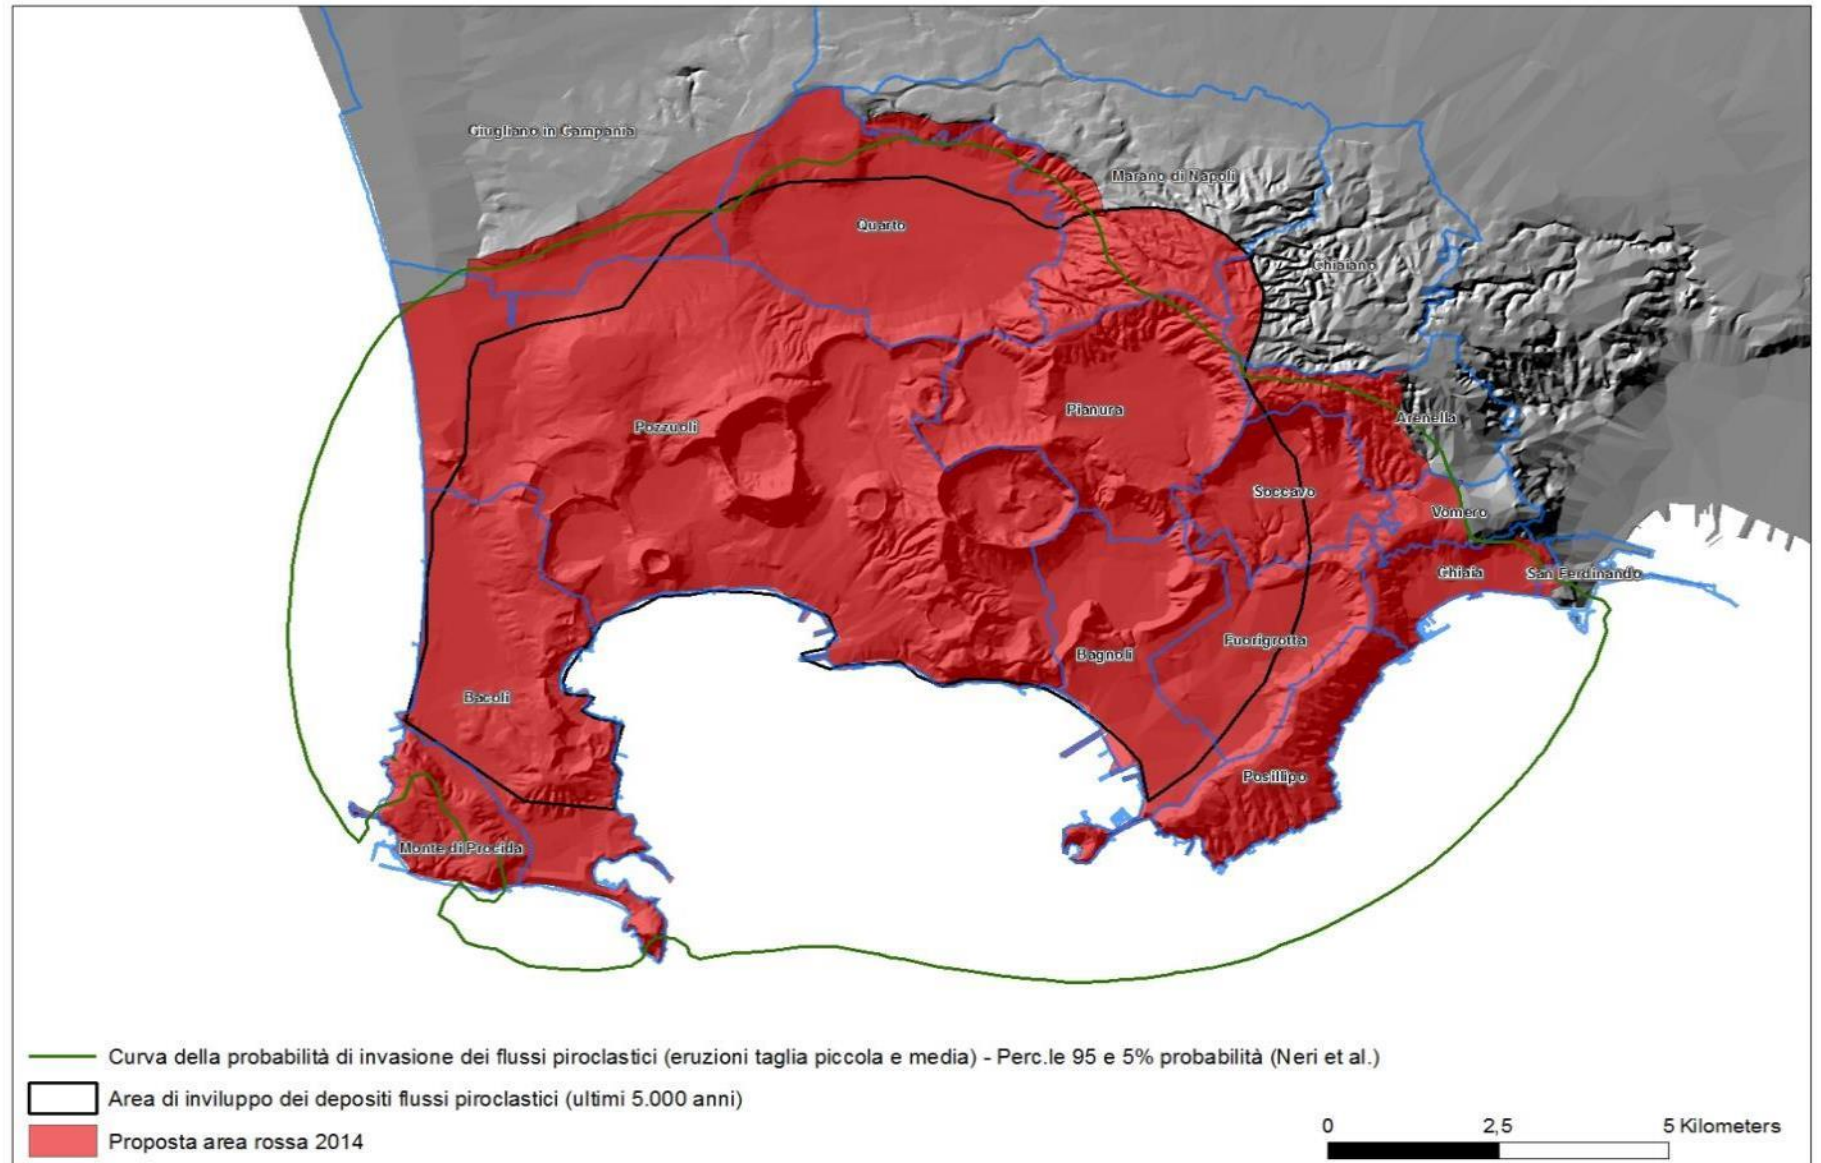 Giugliano in Campania
Marano di Napoli
Quarto
Chiaiano
Pianura
Arenella
Pozzuoli
Soccavo
Vomero
Chiaia
San Ferdinando
Fuorigrotta
Bagnoli
Bacoli
Posillipo
Monte di Procida
Curva della probabilità di invasione dei flussi piroclastici (eruzioni taglia piccola e media) - Perc.le 95 e 5% probabilità (Neri et al.)
Area di inviluppo dei depositi flussi piroclastici (ultimi 5.000 anni)
Proposta area rossa 2014
0 2,5 5 Kilometers